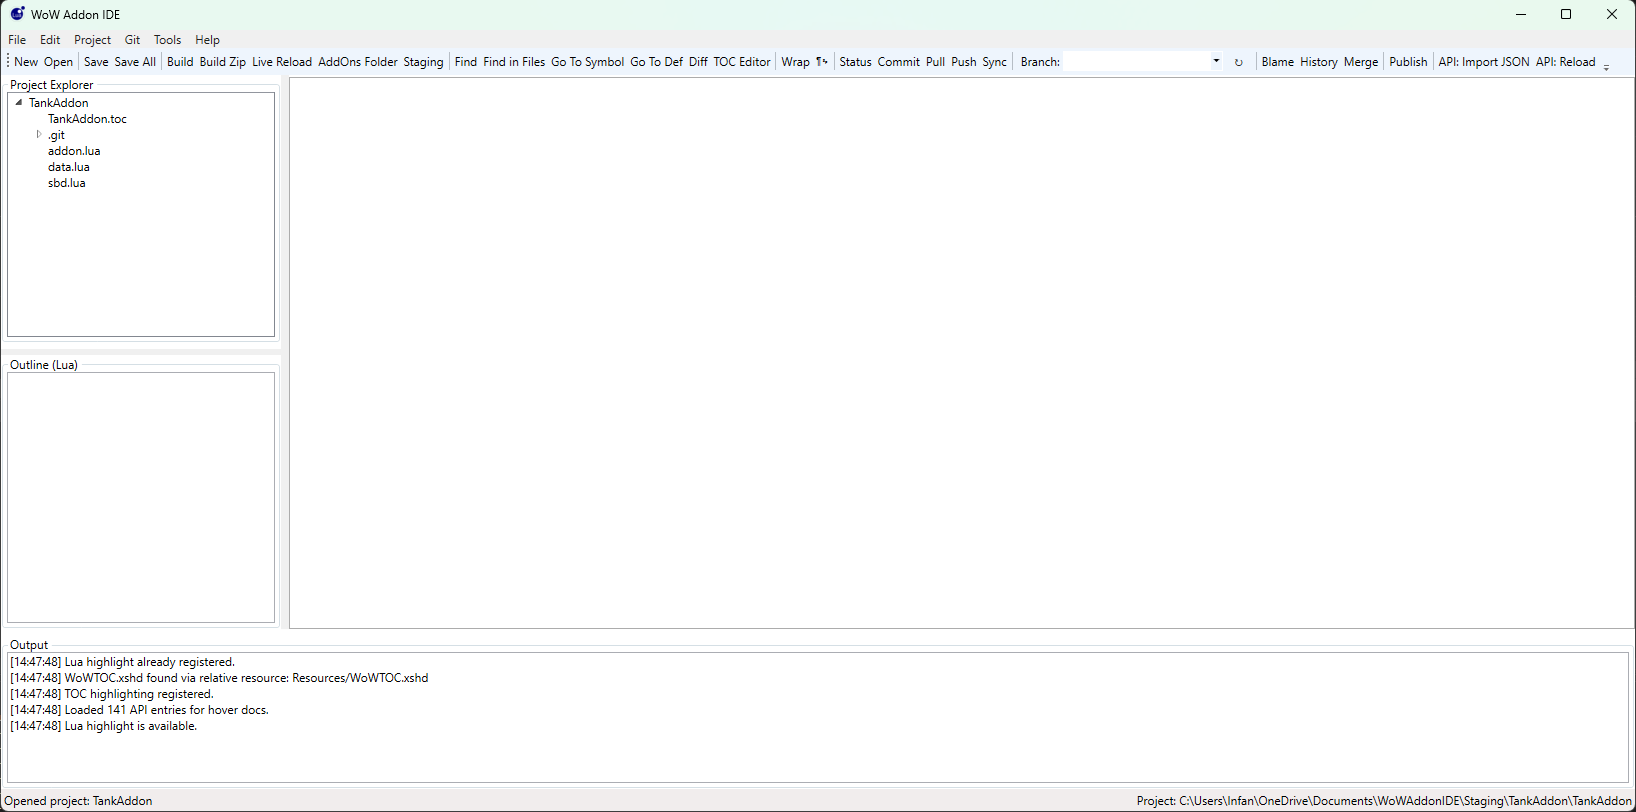 WoW Addon IDE
File Edit Project Git Tools Help
New Open Save Save All Build Build Zip Live Reload AddOns Folder Staging Find Find in Files Go To Symbol Go To Def Diff TOC Editor Wrap ¶ Status Commit Pull Push Sync Branch: ↻ Blame History Merge Publish API: Import JSON API: Reload
Project Explorer
TankAddon
TankAddon.toc
.git
addon.lua
data.lua
sbd.lua
Outline (Lua)
Output
[14:47:48] Lua highlight already registered.
[14:47:48] WoWTOC.xshd found via relative resource: Resources/WoWTOC.xshd
[14:47:48] TOC highlighting registered.
[14:47:48] Loaded 141 API entries for hover docs.
[14:47:48] Lua highlight is available.
Opened project: TankAddon Project: C:\Users\Infan\OneDrive\Documents\WoWAddonIDE\Staging\TankAddon\TankAddon